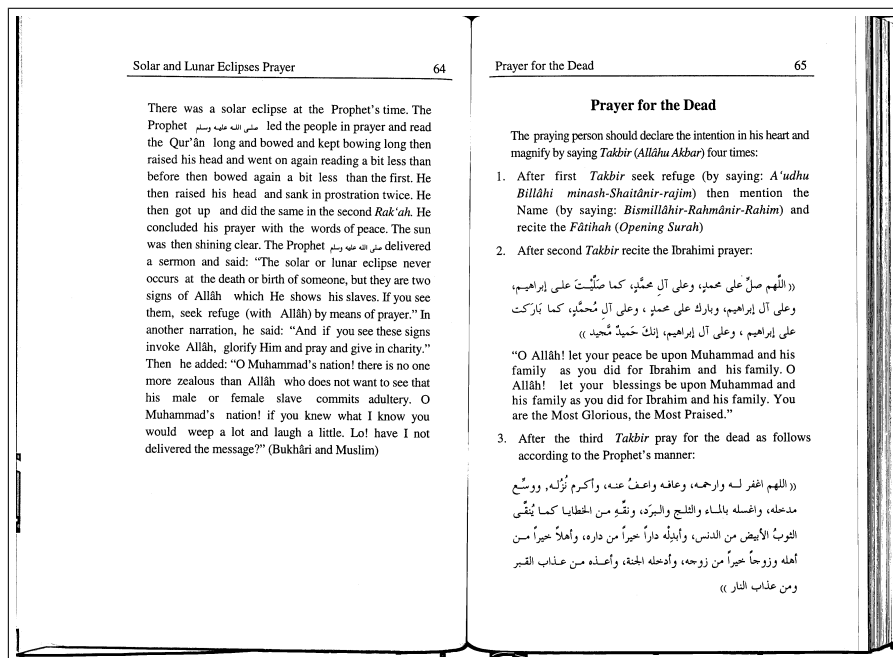 Solar and Lunar Eclipses Prayer 64
There was a solar eclipse at the Prophet's time. The
Prophet صلى الله عليه وسلم led the people in prayer and read
the Qur'ân long and bowed and kept bowing long then
raised his head and went on again reading a bit less than
before then bowed again a bit less than the first. He
then raised his head and sank in prostration twice. He
then got up and did the same in the second Rak'ah. He
concluded his prayer with the words of peace. The sun
was then shining clear. The Prophet صلى الله عليه وسلم delivered
a sermon and said: “The solar or lunar eclipse never
occurs at the death or birth of someone, but they are two
signs of Allâh which He shows his slaves. If you see
them, seek refuge (with Allâh) by means of prayer.” In
another narration, he said: “And if you see these signs
invoke Allâh, glorify Him and pray and give in charity.”
Then he added: “O Muhammad's nation! there is no one
more zealous than Allâh who does not want to see that
his male or female slave commits adultery. O
Muhammad's nation! if you knew what I know you
would weep a lot and laugh a little. Lo! have I not
delivered the message?” (Bukhâri and Muslim)
Prayer for the Dead 65
Prayer for the Dead
The praying person should declare the intention in his heart and
magnify by saying Takbir (Allâhu Akbar) four times:
1. After first Takbir seek refuge (by saying: A'udhu
Billâhi minash-Shaitânir-rajim) then mention the
Name (by saying: Bismillâhir-Rahmânir-Rahim) and
recite the Fâtihah (Opening Surah)
2. After second Takbir recite the Ibrahimi prayer:
(( اللّهم صلِّ على محمدٍ، وعلى آلِ محمَّدٍ، كما صَلَّيْتَ على إبراهيم،
وعلى آل إبراهيم، وبارك على محمدٍ ، وعلى آلِ مُحمَّدٍ، كما بَارَكت
على إبراهيم ، وعلى آل إبراهيم، إنكَ حَميدٌ مَّجيد ))
“O Allâh! let your peace be upon Muhammad and his
family as you did for Ibrahim and his family. O
Allâh! let your blessings be upon Muhammad and
his family as you did for Ibrahim and his family. You
are the Most Glorious, the Most Praised.”
3. After the third Takbir pray for the dead as follows
according to the Prophet's manner:
(( اللهم اغفر له وارحمه، وعافه واعفُ عنه، وأكرم نُزُله, ووسِّع
مدخله، واغسله بالماء والثلج والبرَد، ونقِّهِ من الخطايا كما يُنقَّى
الثوبُ الأبيض من الدنس، وأبدِلْه داراً خيراً من داره، وأهلاً خيراً من
أهله وزوجاً خيراً من زوجه، وأدخله الجنة، وأعذه من عذاب القبر
ومن عذاب النار ))